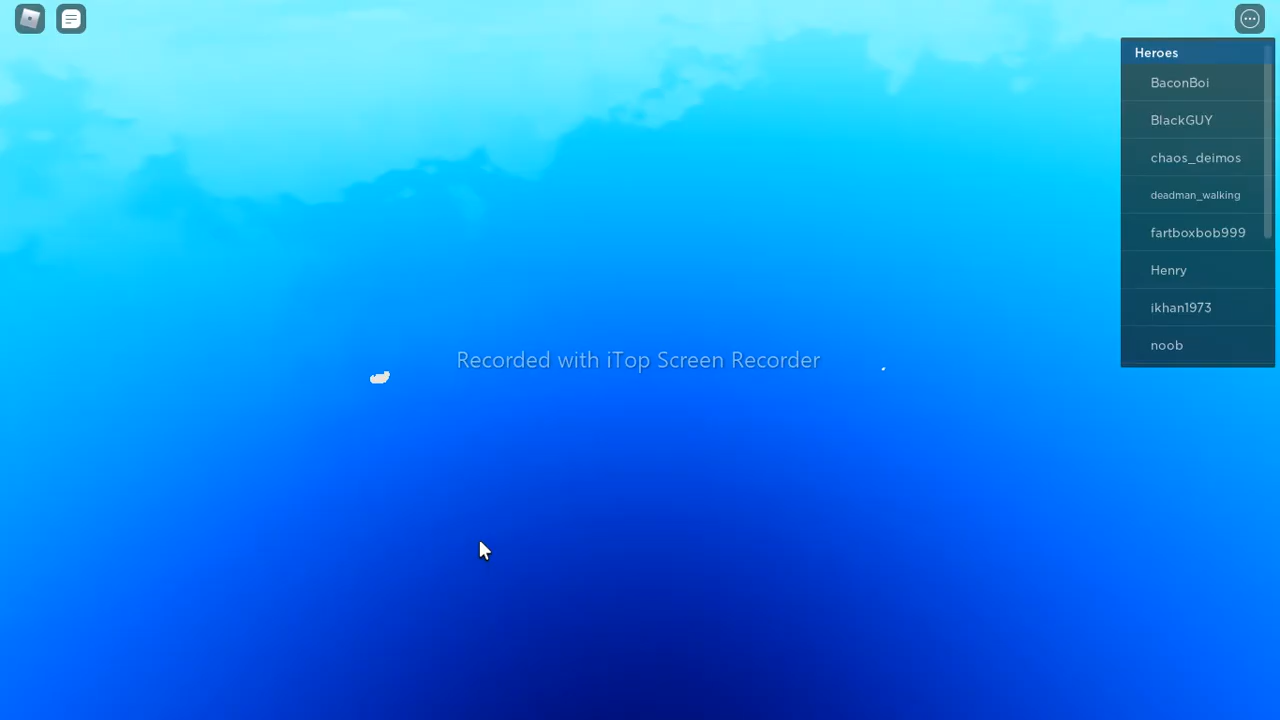 Heroes
BaconBoi
BlackGUY
chaos_deimos
deadman_walking
fartboxbob999
Henry
ikhan1973
noob
Recorded with iTop Screen Recorder